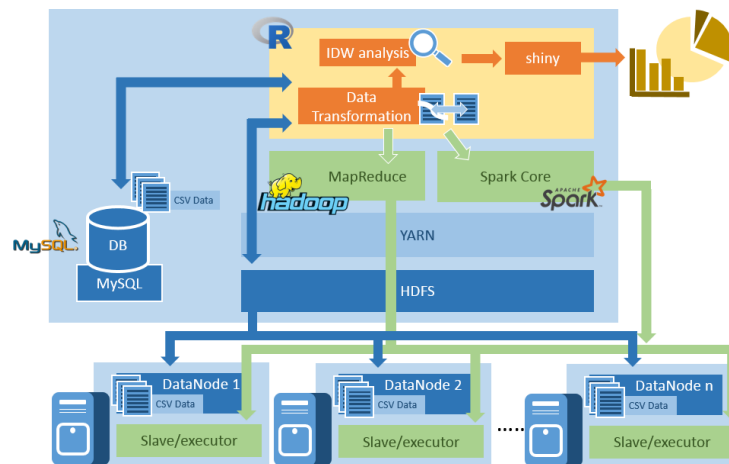 R
IDW analysis
shiny
Data
Transformation
MapReduce
Spark Core
hadoop
APACHE
Spark
CSV Data
MySQL
DB
MySQL
YARN
HDFS
DataNode 1
CSV Data
Slave/executor
DataNode 2
CSV Data
Slave/executor
.....
DataNode n
CSV Data
Slave/executor